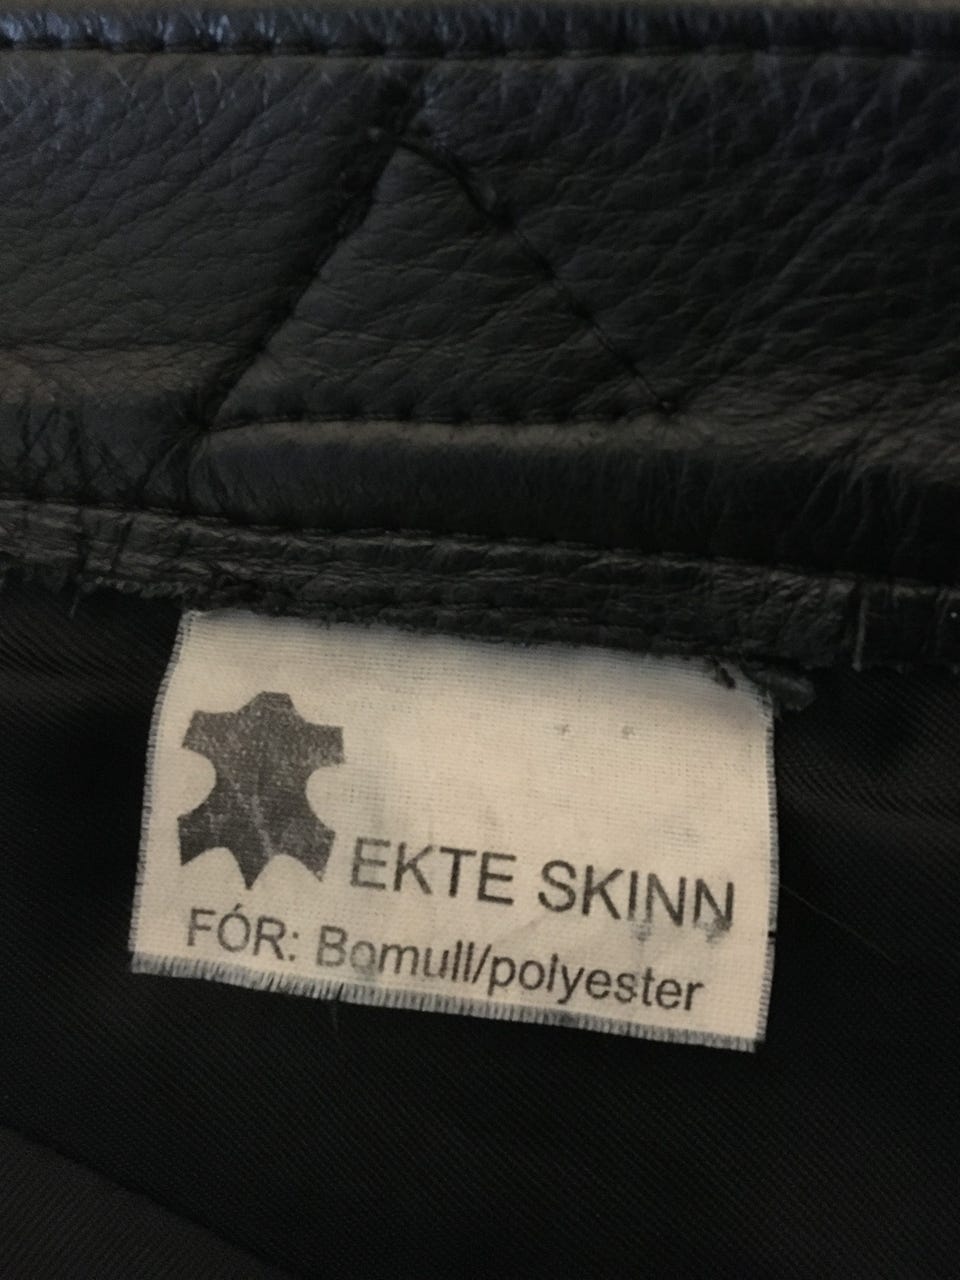 EKTE SKINN
FÓR: Bomull/polyester